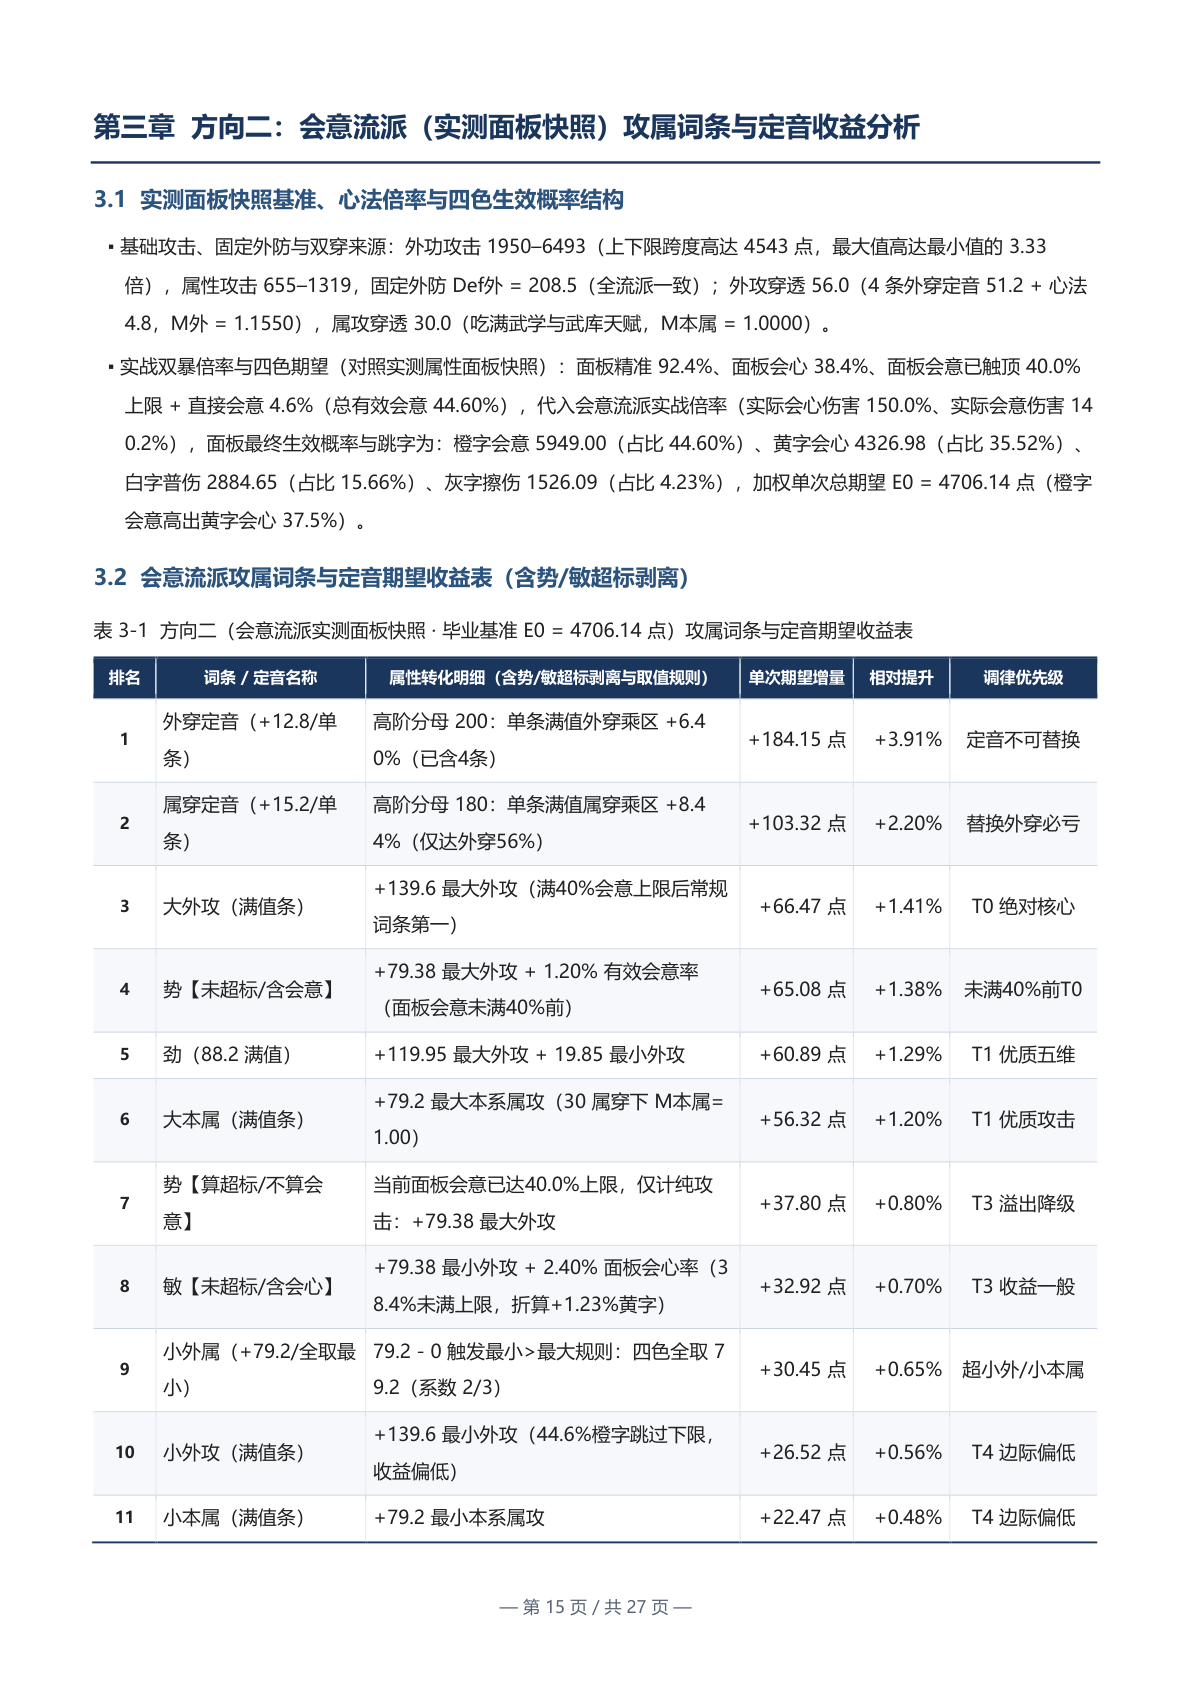 第三章 方向二：会意流派（实测面板快照）攻属词条与定音收益分析
3.1 实测面板快照基准、心法倍率与四色生效概率结构
▪ 基础攻击、固定外防与双穿来源：外功攻击 1950–6493（上下限跨度高达 4543 点，最大值高达最小值的 3.33
倍），属性攻击 655–1319，固定外防 Def外 = 208.5（全流派一致）；外攻穿透 56.0（4 条外穿定音 51.2 + 心法
4.8，M外 = 1.1550），属攻穿透 30.0（吃满武学与武库天赋，M本属 = 1.0000）。
▪ 实战双暴倍率与四色期望（对照实测属性面板快照）：面板精准 92.4%、面板会心 38.4%、面板会意已触顶 40.0%
上限 + 直接会意 4.6%（总有效会意 44.60%），代入会意流派实战倍率（实际会心伤害 150.0%、实际会意伤害 14
0.2%），面板最终生效概率与跳字为：橙字会意 5949.00（占比 44.60%）、黄字会心 4326.98（占比 35.52%）、
白字普伤 2884.65（占比 15.66%）、灰字擦伤 1526.09（占比 4.23%），加权单次总期望 E0 = 4706.14 点（橙字
会意高出黄字会心 37.5%）。
3.2 会意流派攻属词条与定音期望收益表（含势/敏超标剥离）
表 3-1 方向二（会意流派实测面板快照 · 毕业基准 E0 = 4706.14 点）攻属词条与定音期望收益表
排名 词条 / 定音名称 属性转化明细（含势/敏超标剥离与取值规则） 单次期望增量 相对提升 调律优先级
1 外穿定音（+12.8/单
条） 高阶分母 200：单条满值外穿乘区 +6.4
0%（已含4条） +184.15 点 +3.91% 定音不可替换
2 属穿定音（+15.2/单
条） 高阶分母 180：单条满值属穿乘区 +8.4
4%（仅达外穿56%） +103.32 点 +2.20% 替换外穿必亏
3 大外攻（满值条） +139.6 最大外攻（满40%会意上限后常规
词条第一） +66.47 点 +1.41% T0 绝对核心
4 势【未超标/含会意】 +79.38 最大外攻 + 1.20% 有效会意率
（面板会意未满40%前） +65.08 点 +1.38% 未满40%前T0
5 劲（88.2 满值） +119.95 最大外攻 + 19.85 最小外攻 +60.89 点 +1.29% T1 优质五维
6 大本属（满值条） +79.2 最大本系属攻（30 属穿下 M本属=
1.00） +56.32 点 +1.20% T1 优质攻击
7 势【算超标/不算会
意】 当前面板会意已达40.0%上限，仅计纯攻
击：+79.38 最大外攻 +37.80 点 +0.80% T3 溢出降级
8 敏【未超标/含会心】 +79.38 最小外攻 + 2.40% 面板会心率（3
8.4%未满上限，折算+1.23%黄字） +32.92 点 +0.70% T3 收益一般
9 小外属（+79.2/全取最
小） 79.2 - 0 触发最小>最大规则：四色全取 7
9.2（系数 2/3） +30.45 点 +0.65% 超小外/小本属
10 小外攻（满值条） +139.6 最小外攻（44.6%橙字跳过下限，
收益偏低） +26.52 点 +0.56% T4 边际偏低
11 小本属（满值条） +79.2 最小本系属攻 +22.47 点 +0.48% T4 边际偏低
— 第 15 页 / 共 27 页 —